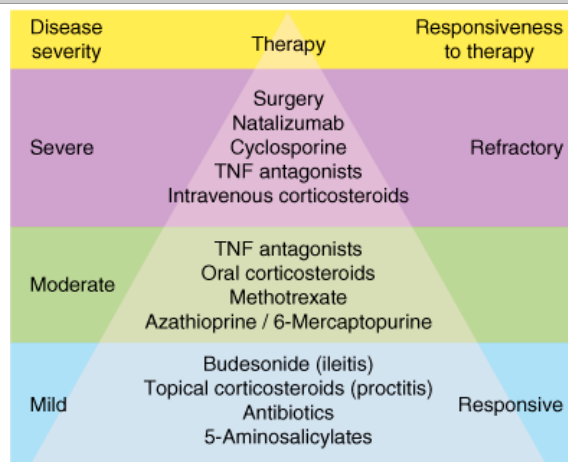 Disease severity
Therapy
Responsiveness to therapy
Severe
Surgery
Natalizumab
Cyclosporine
TNF antagonists
Intravenous corticosteroids
Refractory
Moderate
TNF antagonists
Oral corticosteroids
Methotrexate
Azathioprine / 6-Mercaptopurine
Mild
Budesonide (ileitis)
Topical corticosteroids (proctitis)
Antibiotics
5-Aminosalicylates
Responsive